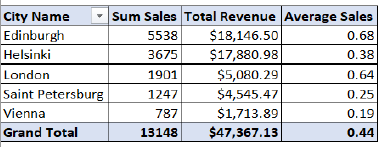 City Name Sum Sales Total Revenue Average Sales
Edinburgh 5538 $18,146.50 0.68
Helsinki 3675 $17,880.98 0.38
London 1901 $5,080.29 0.64
Saint Petersburg 1247 $4,545.47 0.25
Vienna 787 $1,713.89 0.19
Grand Total 13148 $47,367.13 0.44